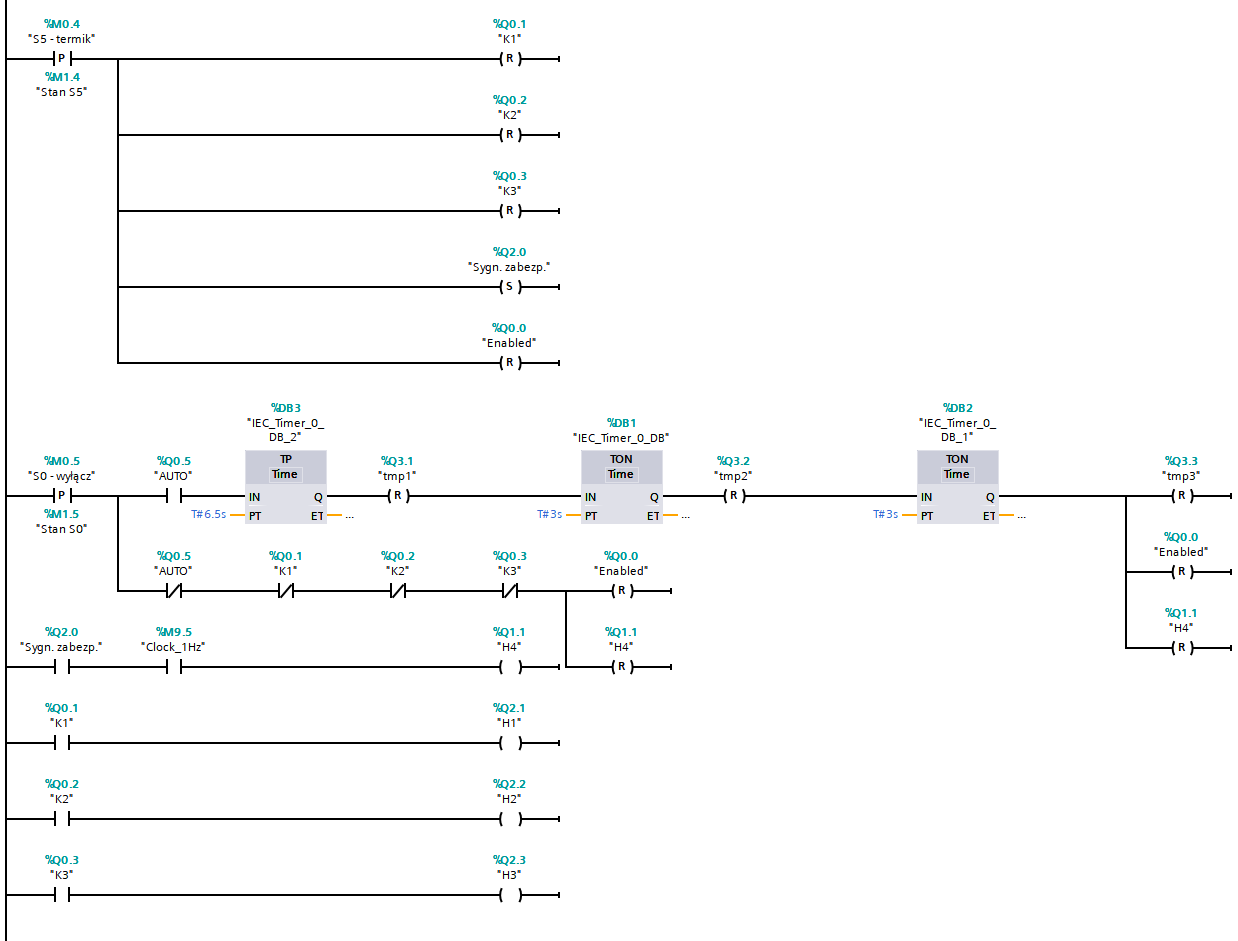 %M0.4
"S5 - termik"
P
%M1.4
"Stan S5"
%Q0.1
"K1"
R
%Q0.2
"K2"
R
%Q0.3
"K3"
R
%Q2.0
"Sygn. zabezp."
S
%Q0.0
"Enabled"
R
%M0.5
"S0 - wyłącz"
P
%M1.5
"Stan S0"
%Q0.5
"AUTO"
%DB3
"IEC_Timer_0_
DB_2"
TP
Time
IN Q
T#6.5s PT ET ...
%Q3.1
"tmp1"
R
%DB1
"IEC_Timer_0_DB"
TON
Time
IN Q
T#3s PT ET ...
%Q3.2
"tmp2"
R
%DB2
"IEC_Timer_0_
DB_1"
TON
Time
IN Q
T#3s PT ET ...
%Q3.3
"tmp3"
R
%Q0.0
"Enabled"
R
%Q1.1
"H4"
R
%Q0.5
"AUTO"
%Q0.1
"K1"
%Q0.2
"K2"
%Q0.3
"K3"
%Q0.0
"Enabled"
R
%Q1.1
"H4"
R
%Q2.0
"Sygn. zabezp."
%M9.5
"Clock_1Hz"
%Q1.1
"H4"
%Q0.1
"K1"
%Q2.1
"H1"
%Q0.2
"K2"
%Q2.2
"H2"
%Q0.3
"K3"
%Q2.3
"H3"